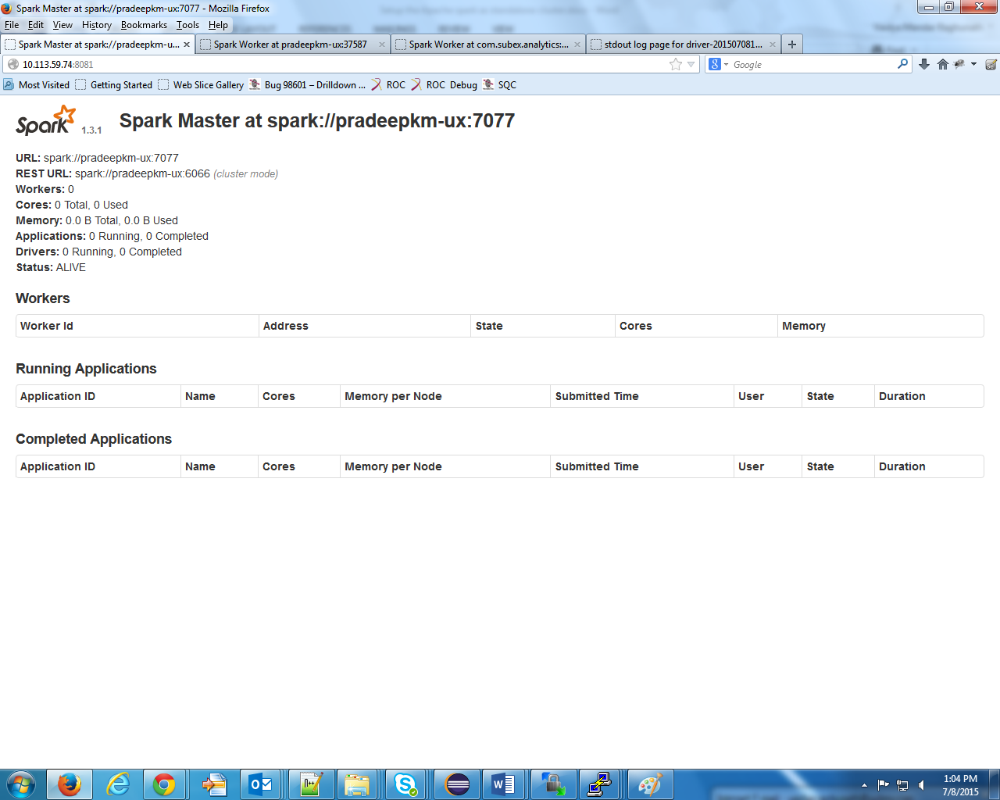 Spark Master at spark://pradeepkm-ux:7077 - Mozilla Firefox
File Edit View History Bookmarks Tools Help
Spark Master at spark://pradeepkm-u... Spark Worker at pradeepkm-ux:37587 Spark Worker at com.subex.analytics:... stdout log page for driver-201507081...
10.113.59.74:8081 Google
Most Visited Getting Started Web Slice Gallery Bug 98601 – Drilldown ... ROC ROC Debug SQC
Spark 1.3.1 Spark Master at spark://pradeepkm-ux:7077
URL: spark://pradeepkm-ux:7077
REST URL: spark://pradeepkm-ux:6066 (cluster mode)
Workers: 0
Cores: 0 Total, 0 Used
Memory: 0.0 B Total, 0.0 B Used
Applications: 0 Running, 0 Completed
Drivers: 0 Running, 0 Completed
Status: ALIVE
Workers
Worker Id Address State Cores Memory
Running Applications
Application ID Name Cores Memory per Node Submitted Time User State Duration
Completed Applications
Application ID Name Cores Memory per Node Submitted Time User State Duration
1:04 PM
7/8/2015